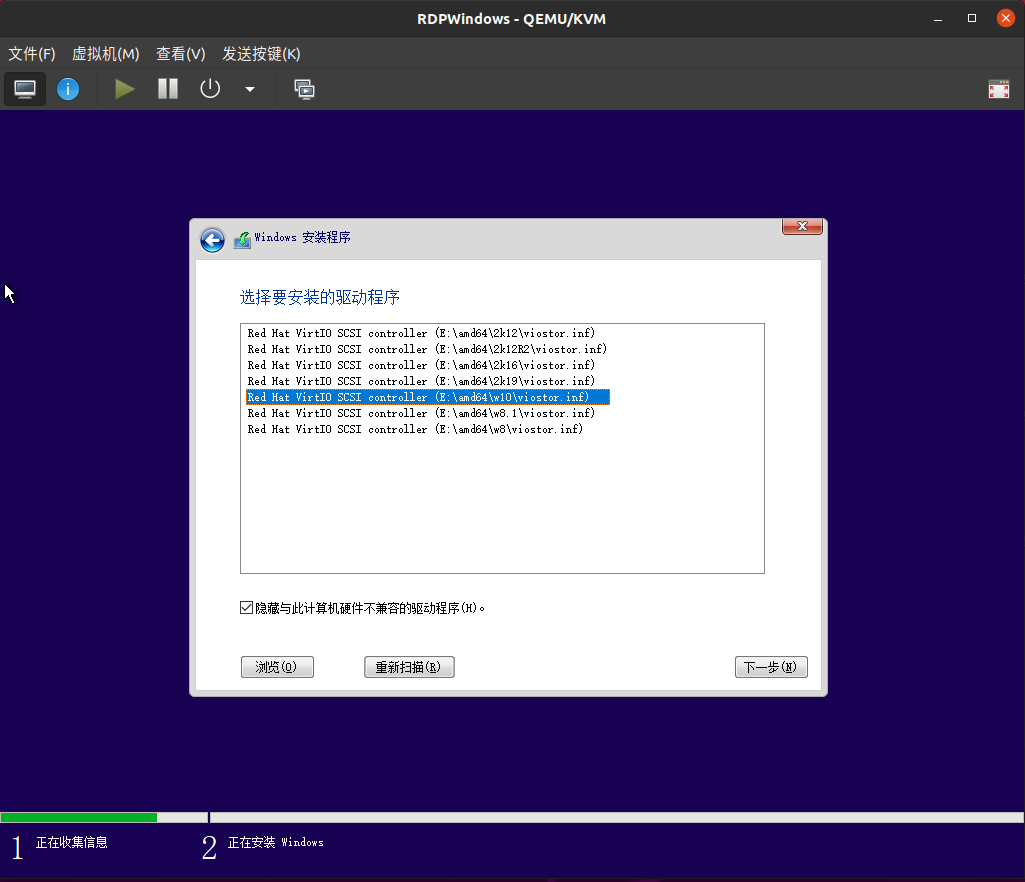 RDPWindows - QEMU/KVM
文件(F) 虚拟机(M) 查看(V) 发送按键(K)
Windows 安装程序
选择要安装的驱动程序
Red Hat VirtIO SCSI controller (E:\amd64\2k12\viostor.inf)
Red Hat VirtIO SCSI controller (E:\amd64\2k12R2\viostor.inf)
Red Hat VirtIO SCSI controller (E:\amd64\2k16\viostor.inf)
Red Hat VirtIO SCSI controller (E:\amd64\2k19\viostor.inf)
Red Hat VirtIO SCSI controller (E:\amd64\w10\viostor.inf)
Red Hat VirtIO SCSI controller (E:\amd64\w8.1\viostor.inf)
Red Hat VirtIO SCSI controller (E:\amd64\w8\viostor.inf)
隐藏与此计算机硬件不兼容的驱动程序(H)。
浏览(O) 重新扫描(R) 下一步(N)
1 正在收集信息 2 正在安装 Windows